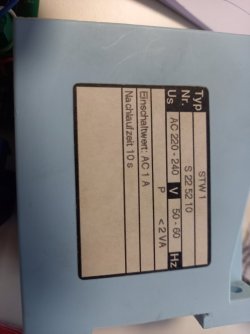 Typ STW 1
Nr. S 22 52 10
Us AC 220 - 240 V 50 - 60 Hz
P < 2 VA
Einschaltwert: AC 1 A
Nachlaufzeit 10 s